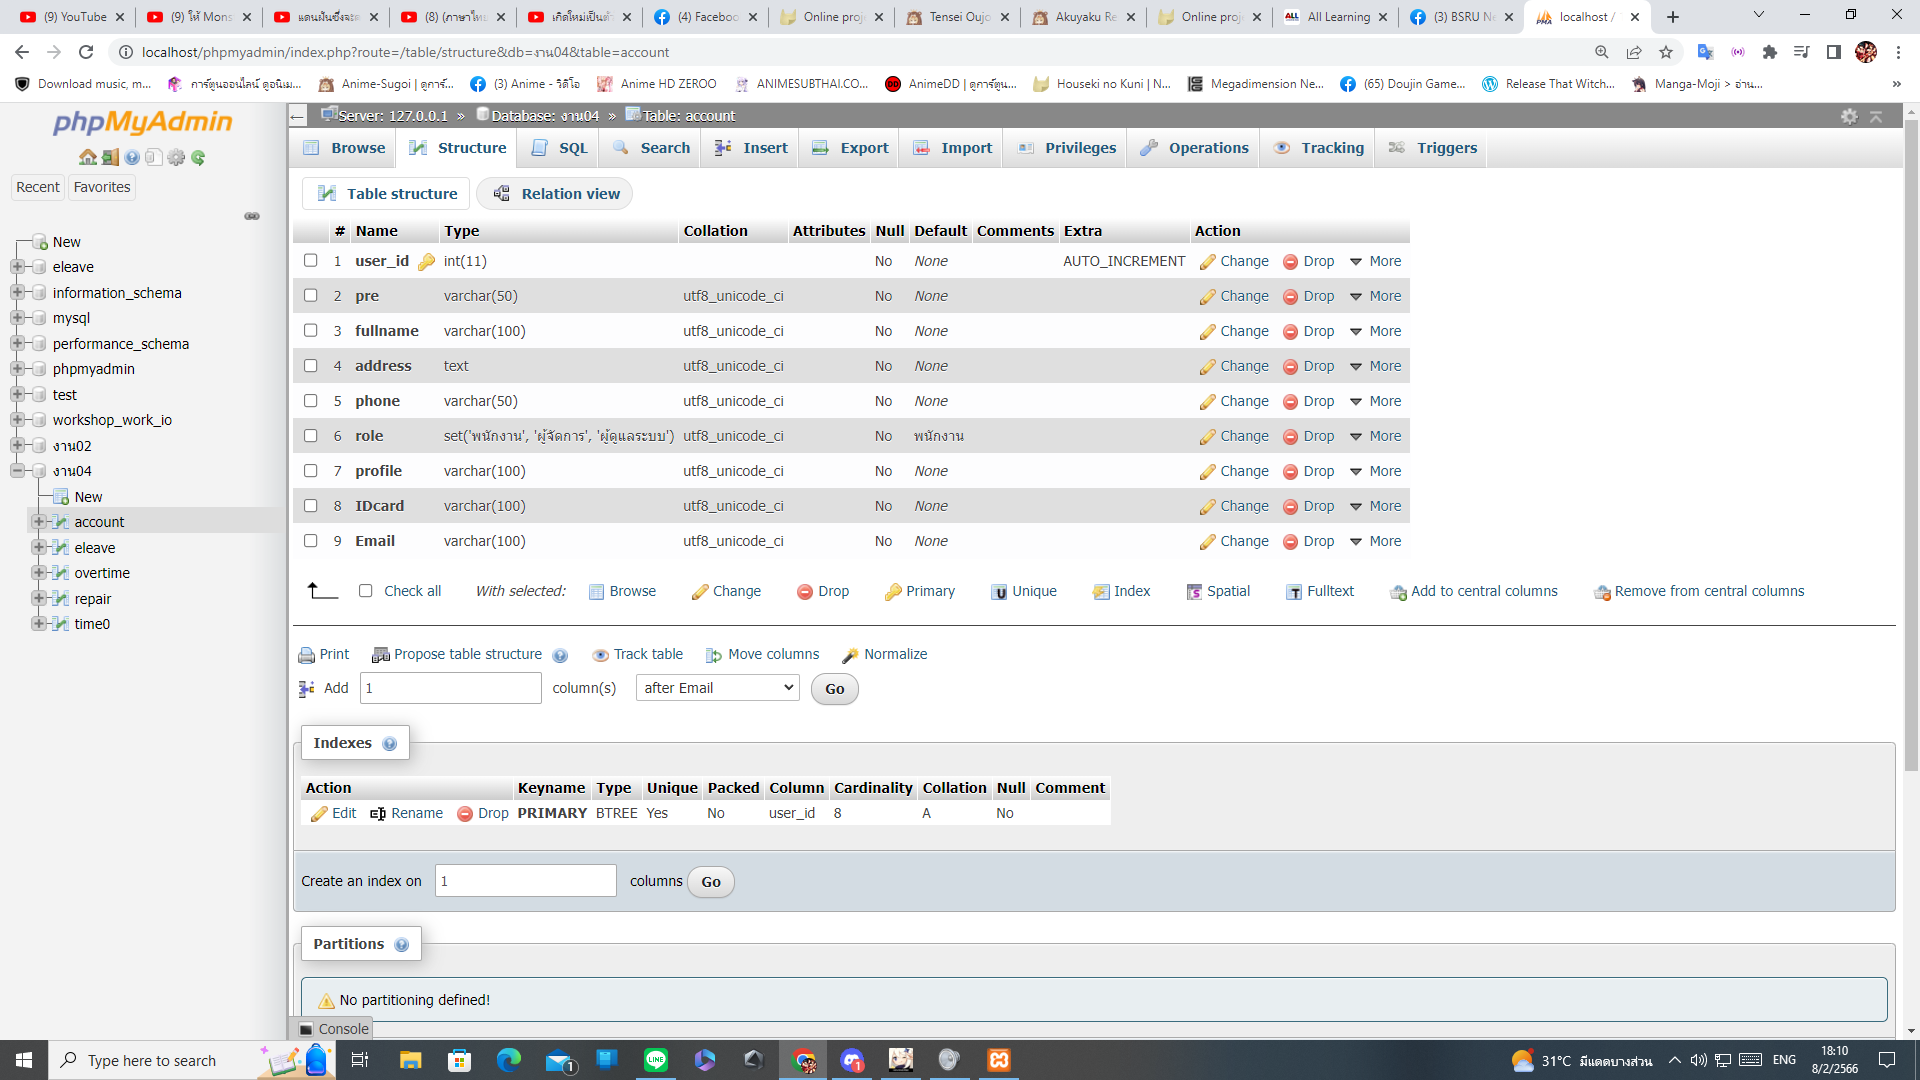 (9) YouTube
(9) ให้ Mons
แดนฝันซึ่งจะต
(8) (ภาษาไทย
เกิดใหม่เป็นตัว
(4) Faceboo
Online proj
Tensei Oujo
Akuyaku Re
Online proj
All Learning
(3) BSRU Ne
localhost /
localhost/phpmyadmin/index.php?route=/table/structure&db=งาน04&table=account
Download music, m...
การ์ตูนออนไลน์ ดูอนิเม...
Anime-Sugoi | ดูการ์...
(3) Anime - วิดีโอ
Anime HD ZEROO
ANIMESUBTHAI.CO...
AnimeDD | ดูการ์ตูน...
Houseki no Kuni | N...
Megadimension Ne...
(65) Doujin Game...
Release That Witch...
Manga-Moji > อ่าน...
phpMyAdmin
Recent Favorites
New
eleave
information_schema
mysql
performance_schema
phpmyadmin
test
workshop_work_io
งาน02
งาน04
New
account
eleave
overtime
repair
time0
Server: 127.0.0.1 » Database: งาน04 » Table: account
Browse Structure SQL Search Insert Export Import Privileges Operations Tracking Triggers
Table structure Relation view
# Name Type Collation Attributes Null Default Comments Extra Action
1 user_id int(11) No None AUTO_INCREMENT Change Drop More
2 pre varchar(50) utf8_unicode_ci No None Change Drop More
3 fullname varchar(100) utf8_unicode_ci No None Change Drop More
4 address text utf8_unicode_ci No None Change Drop More
5 phone varchar(50) utf8_unicode_ci No None Change Drop More
6 role set('พนักงาน', 'ผู้จัดการ', 'ผู้ดูแลระบบ') utf8_unicode_ci No พนักงาน Change Drop More
7 profile varchar(100) utf8_unicode_ci No None Change Drop More
8 IDcard varchar(100) utf8_unicode_ci No None Change Drop More
9 Email varchar(100) utf8_unicode_ci No None Change Drop More
Check all With selected: Browse Change Drop Primary Unique Index Spatial Fulltext Add to central columns Remove from central columns
Print Propose table structure Track table Move columns Normalize
Add 1 column(s) after Email Go
Indexes
Action Keyname Type Unique Packed Column Cardinality Collation Null Comment
Edit Rename Drop PRIMARY BTREE Yes No user_id 8 A No
Create an index on 1 columns Go
Partitions
No partitioning defined!
Console
Type here to search
31°C มีแดดบางส่วน
ENG
18:10
8/2/2566